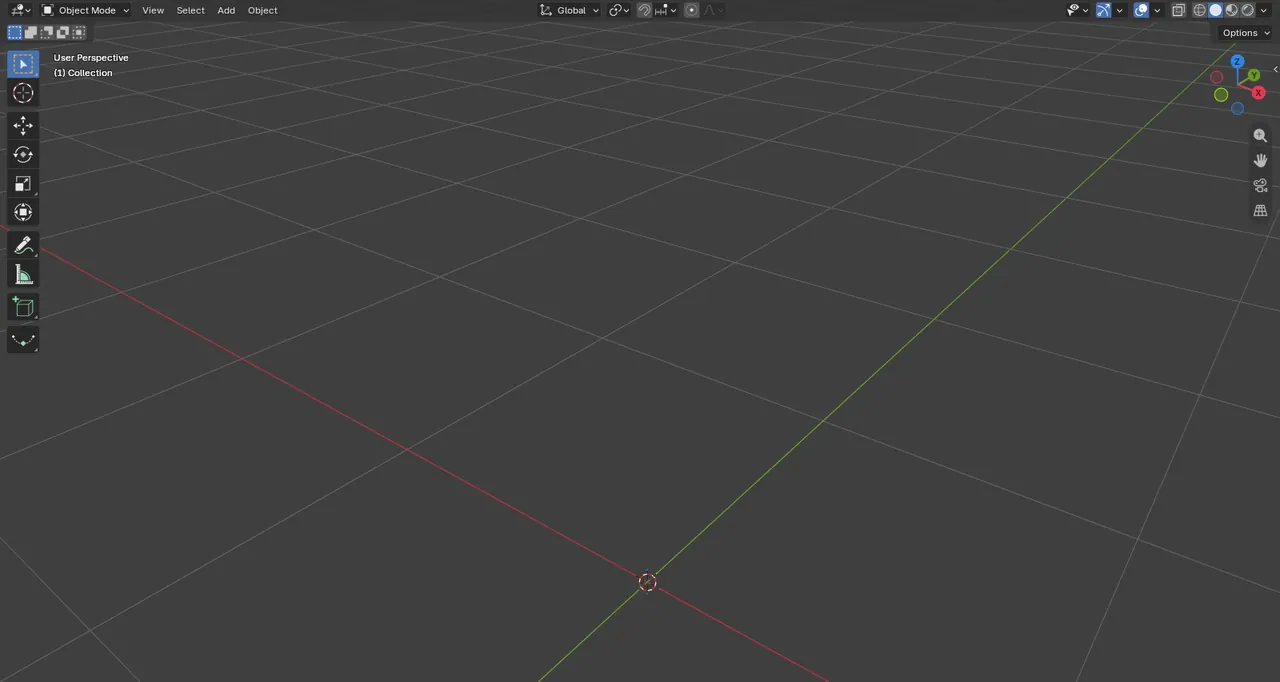 Object Mode View Select Add Object Global
Options
User Perspective
(1) Collection
Z
Y
X